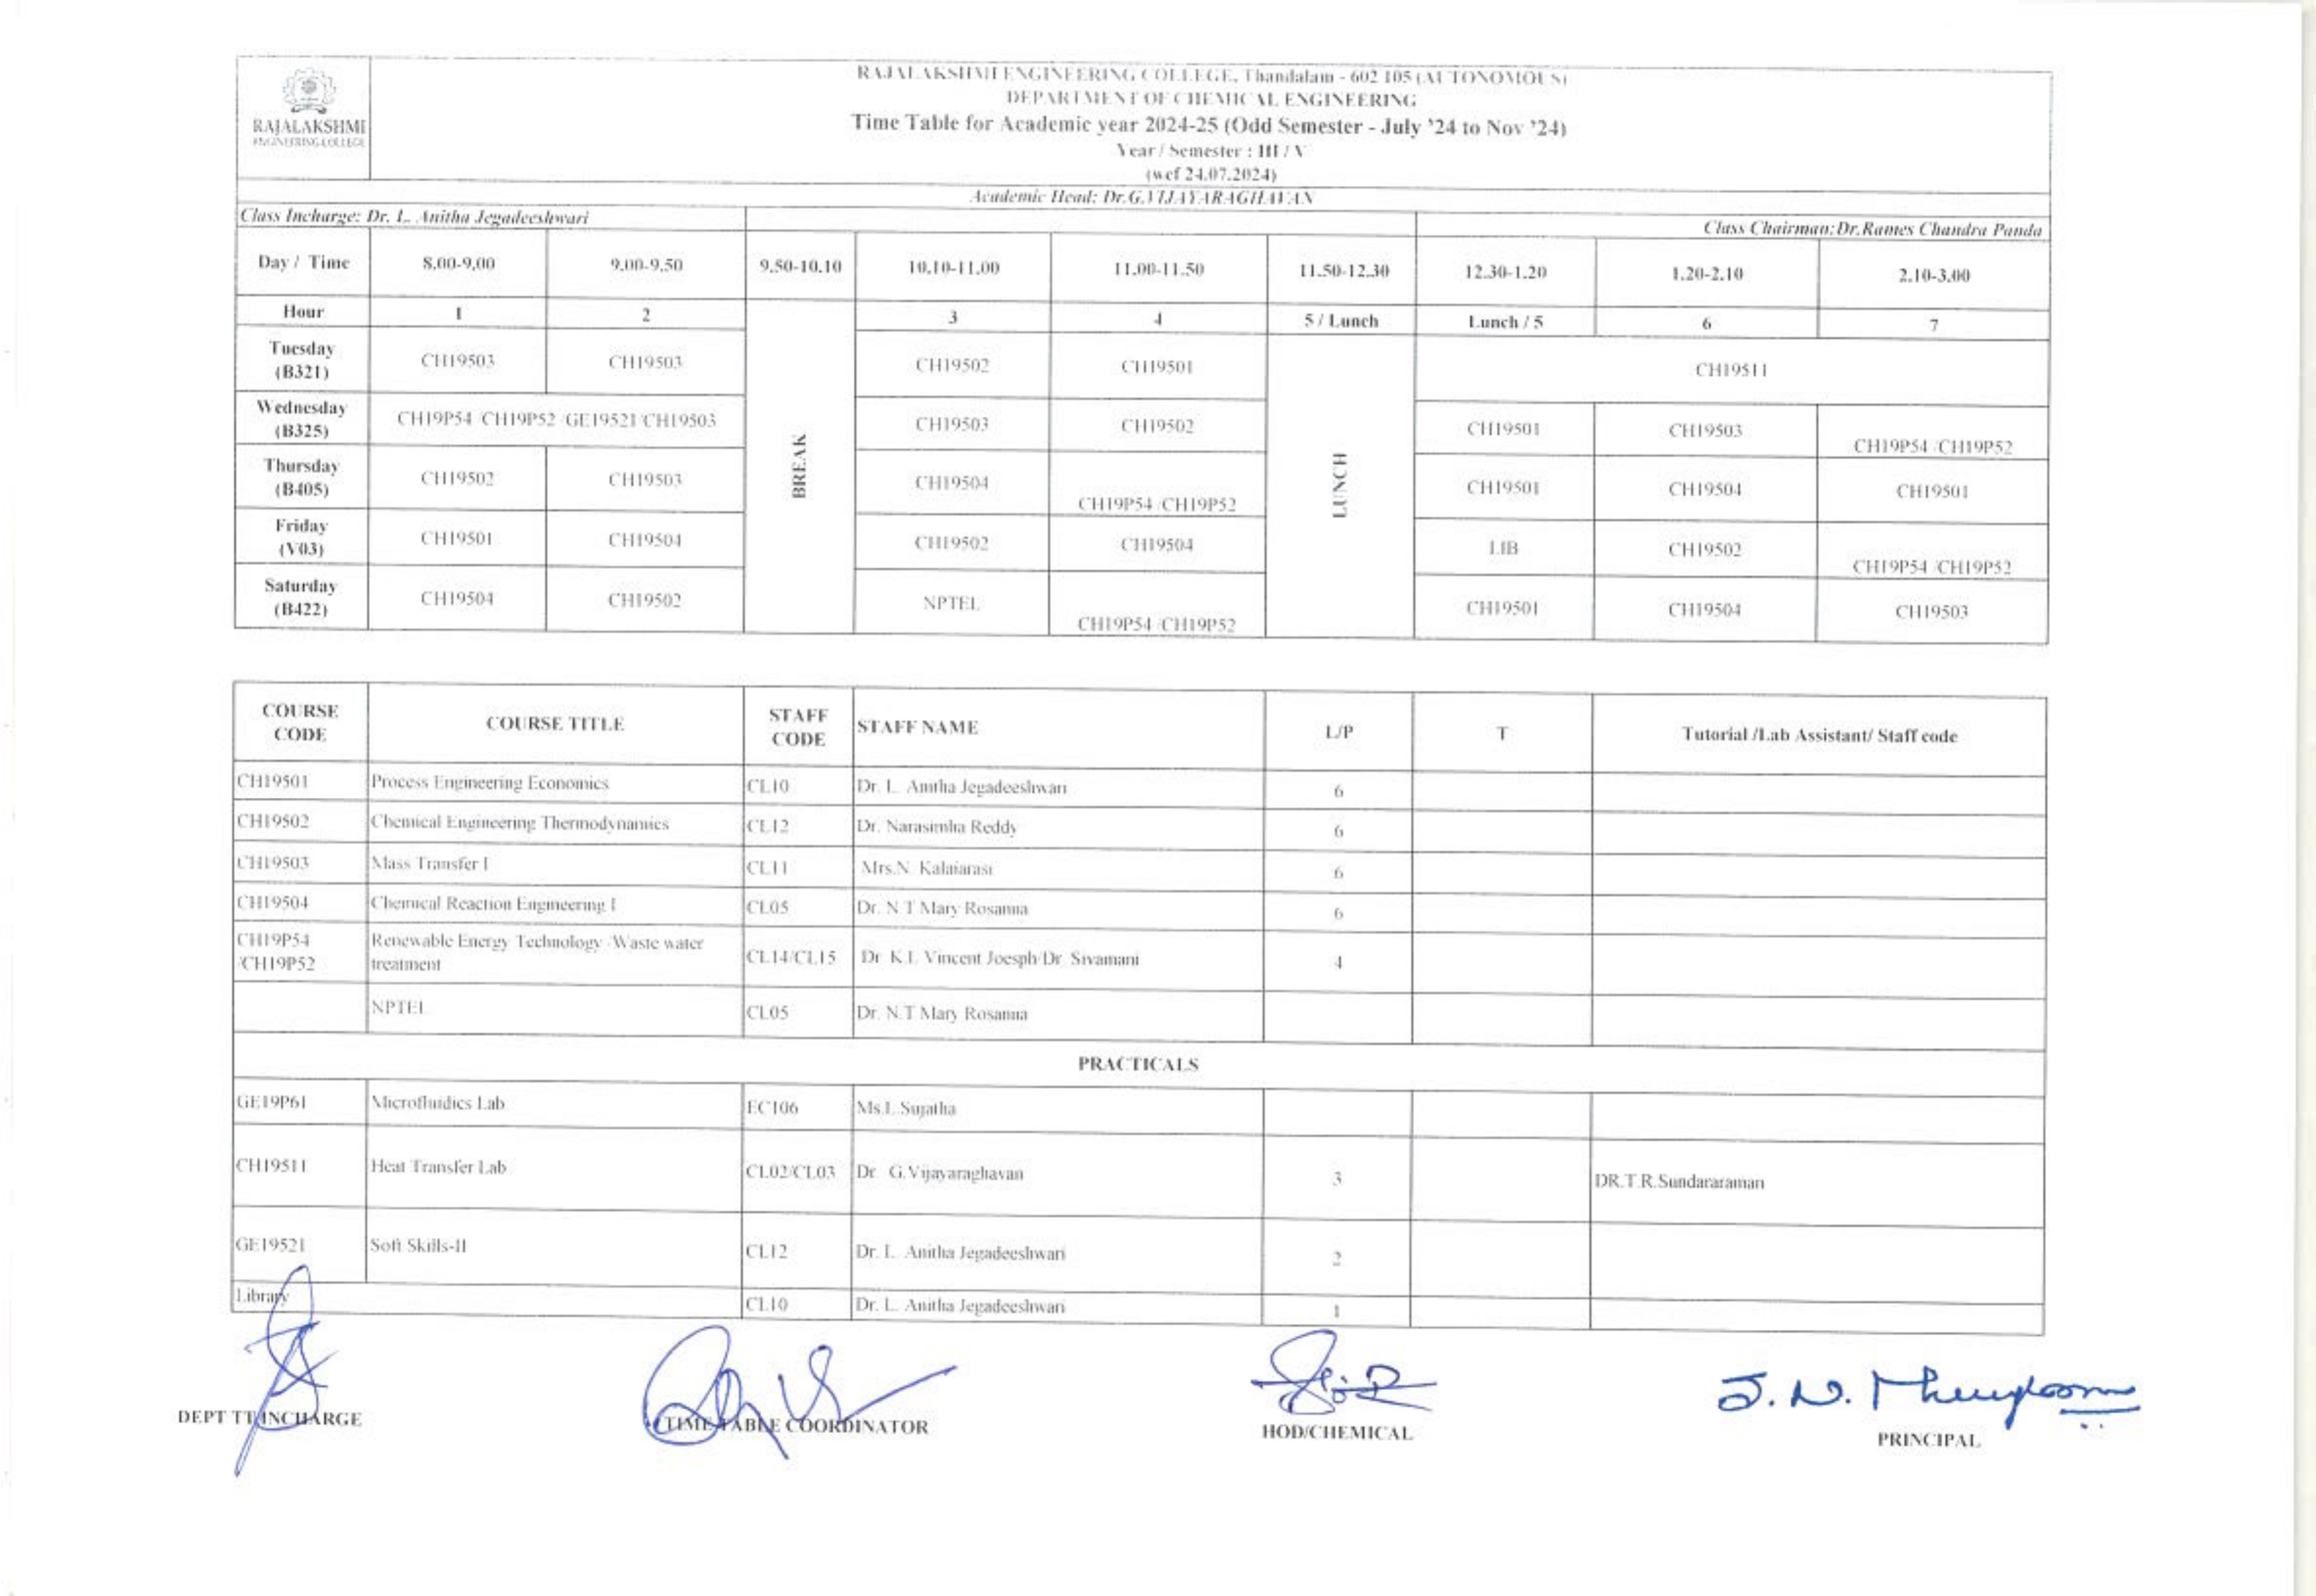 RAJALAKSHMI
ENGINEERING COLLEGE
RAJALAKSHMI ENGINEERING COLLEGE, Thandalam - 602 105 (AUTONOMOUS)
DEPARTMENT OF CHEMICAL ENGINEERING
Time Table for Academic year 2024-25 (Odd Semester - July '24 to Nov '24)
Year / Semester : III / V
(wef 24.07.2024)
Academic Head: Dr.G.VIJAYARAGHAVAN
Class Incharge: Dr. L. Anitha Jegadeeshwari
Class Chairman: Dr.Rames Chandra Panda
Day / Time 8.00-9.00 9.00-9.50 9.50-10.10 10.10-11.00 11.00-11.50 11.50-12.30 12.30-1.20 1.20-2.10 2.10-3.00
Hour 1 2 3 4 5 / Lunch Lunch / 5 6 7
BREAK
LUNCH
Tuesday (B321) CH19503 CH19503 CH19502 CH19501 CH19511
Wednesday (B325) CH19P54 /CH19P52 /GE19521/CH19503 CH19503 CH19502 CH19501 CH19503 CH19P54 /CH19P52
Thursday (B405) CH19502 CH19503 CH19504 CH19P54 /CH19P52 CH19501 CH19504 CH19501
Friday (V03) CH19501 CH19504 CH19502 CH19504 LIB CH19502 CH19P54 /CH19P52
Saturday (B422) CH19504 CH19502 NPTEL CH19P54 /CH19P52 CH19501 CH19504 CH19503
COURSE CODE COURSE TITLE STAFF CODE STAFF NAME L/P T Tutorial /Lab Assistant/ Staff code
CH19501 Process Engineering Economics CL10 Dr. L. Anitha Jegadeeshwari 6
CH19502 Chemical Engineering Thermodynamics CL12 Dr. Narasimha Reddy 6
CH19503 Mass Transfer I CL11 Mrs.N. Kalaiarasi 6
CH19504 Chemical Reaction Engineering I CL05 Dr. N T Mary Rosanna 6
CH19P54 /CH19P52 Renewable Energy Technology /Waste water treatment CL14/CL15 Dr K.L Vincent Joesph/Dr Sivamani 4
NPTEL CL05 Dr. N.T Mary Rosanna
PRACTICALS
GE19P61 Microfluidics Lab EC106 Ms.L.Sujatha
CH19511 Heat Transfer Lab CL02/CL03 Dr. G.Vijayaraghavan 3 DR.T.R.Sundararaman
GE19521 Soft Skills-II CL12 Dr. L. Anitha Jegadeeshwari 2
Library CL10 Dr. L. Anitha Jegadeeshwari 1
DEPT TT INCHARGE
TIME TABLE COORDINATOR
HOD/CHEMICAL
PRINCIPAL